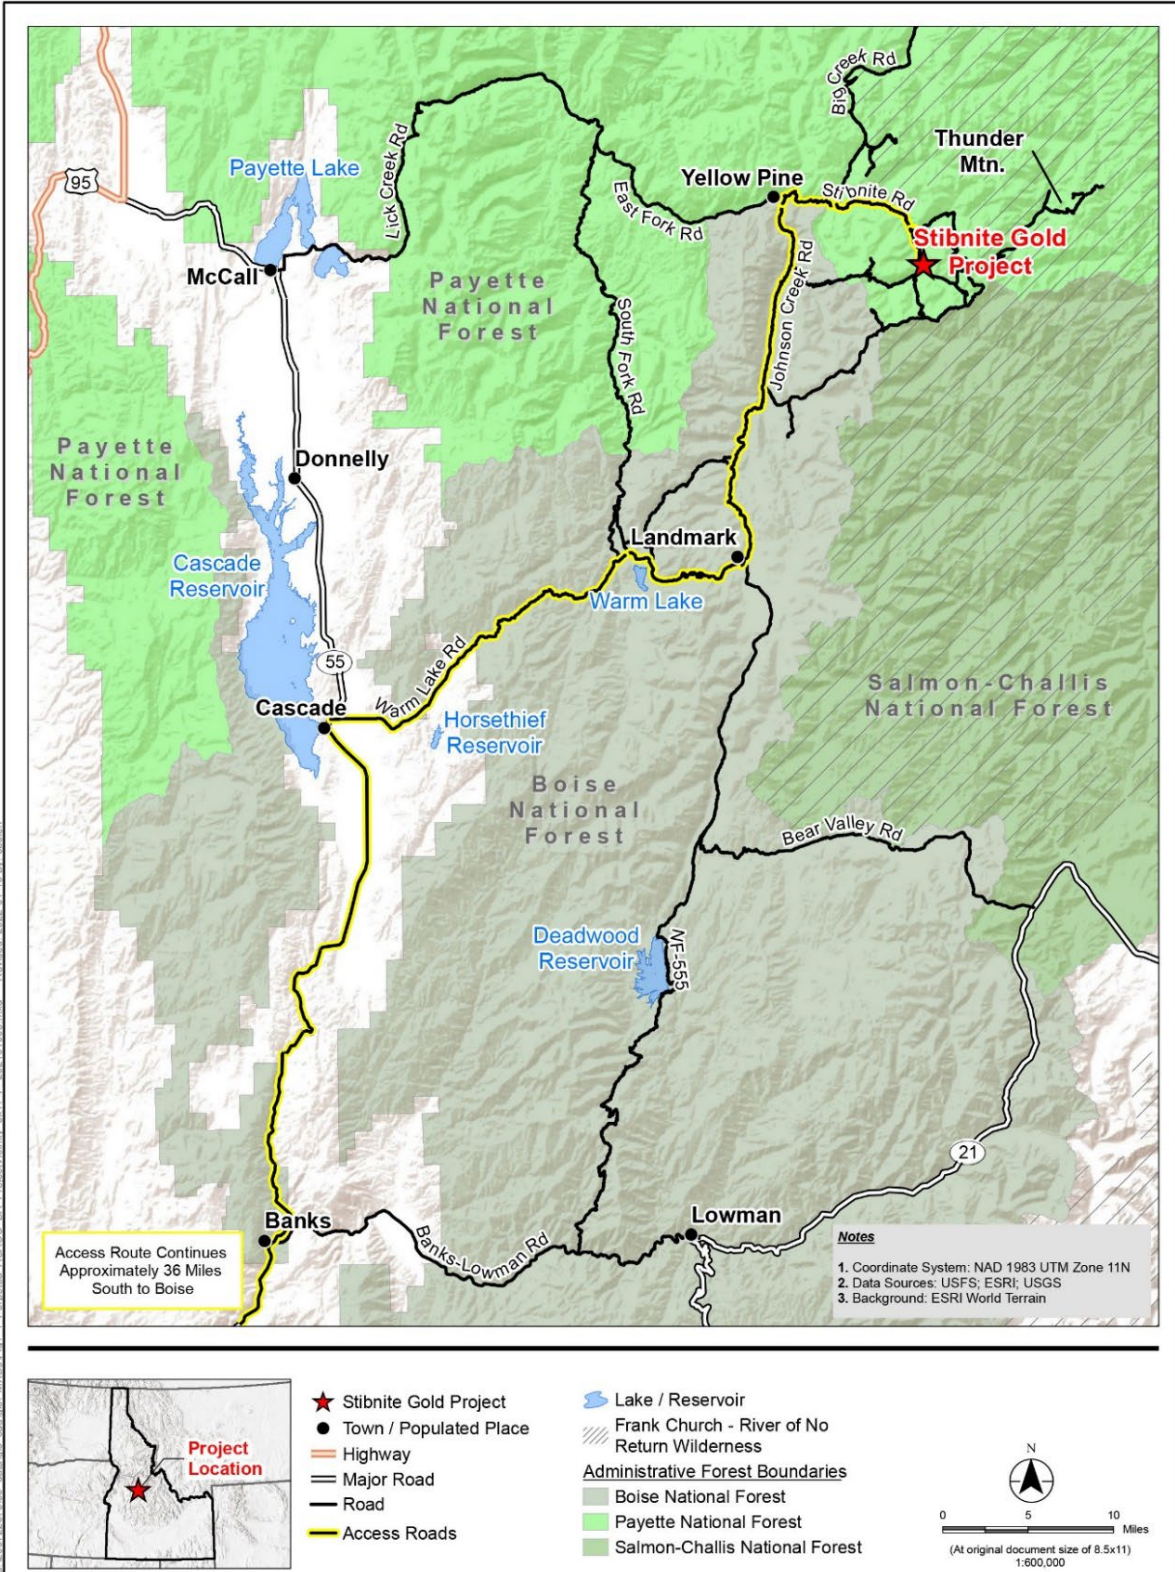 Big Creek Rd
Thunder
Mtn.
95
Payette Lake
Lick Creek Rd
Yellow Pine
Stibnite Rd
East Fork Rd
Stibnite Gold
Project
McCall
Payette
National
Forest
Johnson Creek Rd
South Fork Rd
Payette
National
Forest
Donnelly
Landmark
Cascade
Reservoir
Warm Lake
55
Warm Lake Rd
Salmon-Challis
National Forest
Cascade
Horsethief
Reservoir
Boise
National
Forest
Bear Valley Rd
Deadwood
Reservoir
NF-555
21
Banks
Lowman
Banks-Lowman Rd
Access Route Continues
Approximately 36 Miles
South to Boise
Notes
1. Coordinate System: NAD 1983 UTM Zone 11N
2. Data Sources: USFS; ESRI; USGS
3. Background: ESRI World Terrain
Project
Location
Stibnite Gold Project
Town / Populated Place
Highway
Major Road
Road
Access Roads
Lake / Reservoir
Frank Church - River of No
Return Wilderness
Administrative Forest Boundaries
Boise National Forest
Payette National Forest
Salmon-Challis National Forest
N
0 5 10
Miles
(At original document size of 8.5x11)
1:600,000